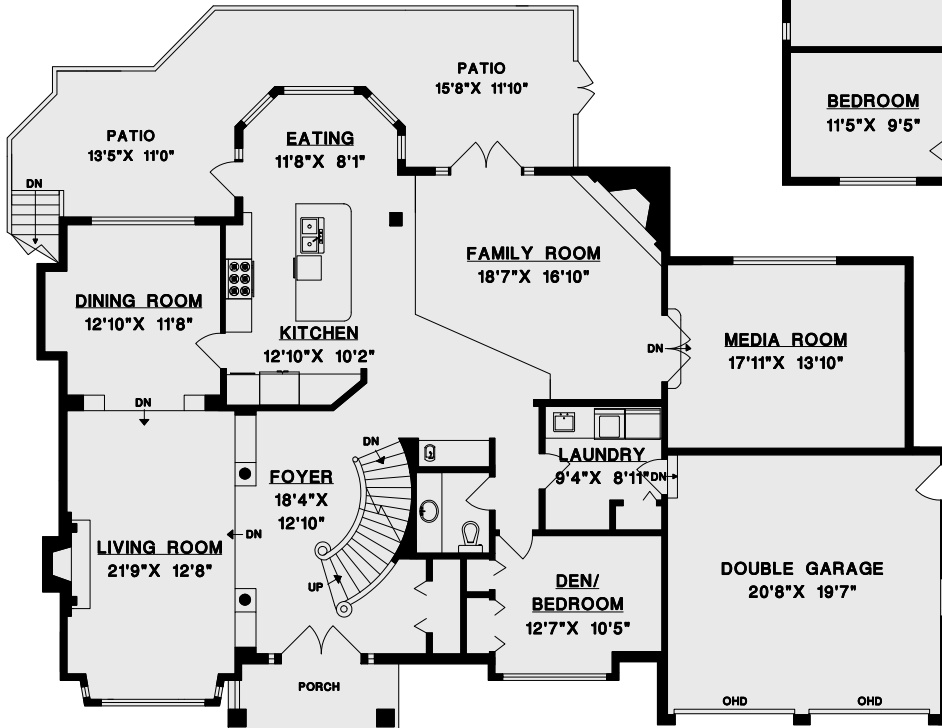 PATIO
15'8"X 11'10"
BEDROOM
11'5"X 9'5"
PATIO
13'5"X 11'0"
EATING
11'8"X 8'1"
DN
FAMILY ROOM
18'7"X 16'10"
DINING ROOM
12'10"X 11'8"
KITCHEN
12'10"X 10'2"
DN
MEDIA ROOM
17'11"X 13'10"
DN
DN
LAUNDRY
9'4"X 8'11"
DN
FOYER
18'4"X
12'10"
DN
LIVING ROOM
21'9"X 12'8"
UP
DEN/
BEDROOM
12'7"X 10'5"
DOUBLE GARAGE
20'8"X 19'7"
PORCH
OHD
OHD